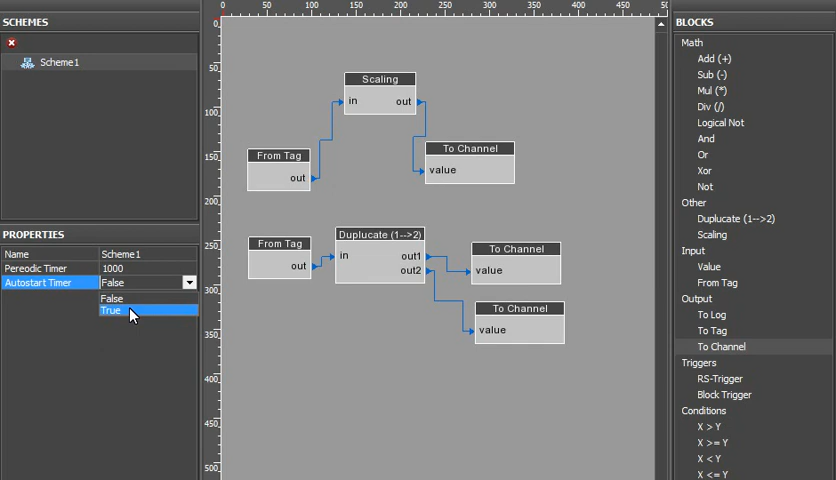 SCHEMES
Scheme1
PROPERTIES
Name Scheme1
Pereodic Timer 1000
Autostart Timer False
False
True
0 50 100 150 200 250 300 350 400 450 50
50
100
150
200
250
300
350
400
450
500
Scaling
in out
From Tag
out
To Channel
value
From Tag
out
Duplucate (1-->2)
in out1
out2
To Channel
value
To Channel
value
BLOCKS
Math
Add (+)
Sub (-)
Mul (*)
Div (/)
Logical Not
And
Or
Xor
Not
Other
Duplucate (1-->2)
Scaling
Input
Value
From Tag
Output
To Log
To Tag
To Channel
Triggers
RS-Trigger
Block Trigger
Conditions
X > Y
X >= Y
X < Y
X <= Y